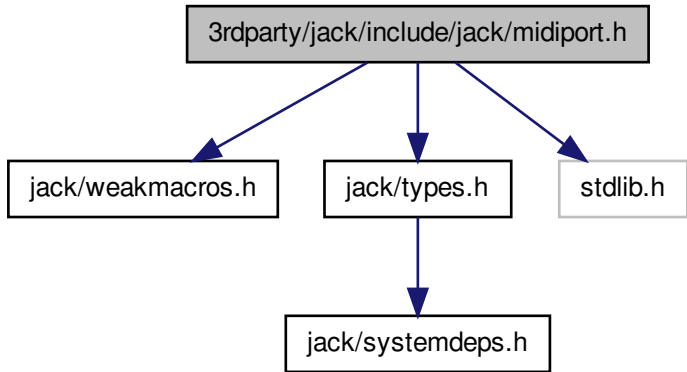 3rdparty/jack/include/jack/midiport.h
jack/weakmacros.h
jack/types.h
stdlib.h
jack/systemdeps.h